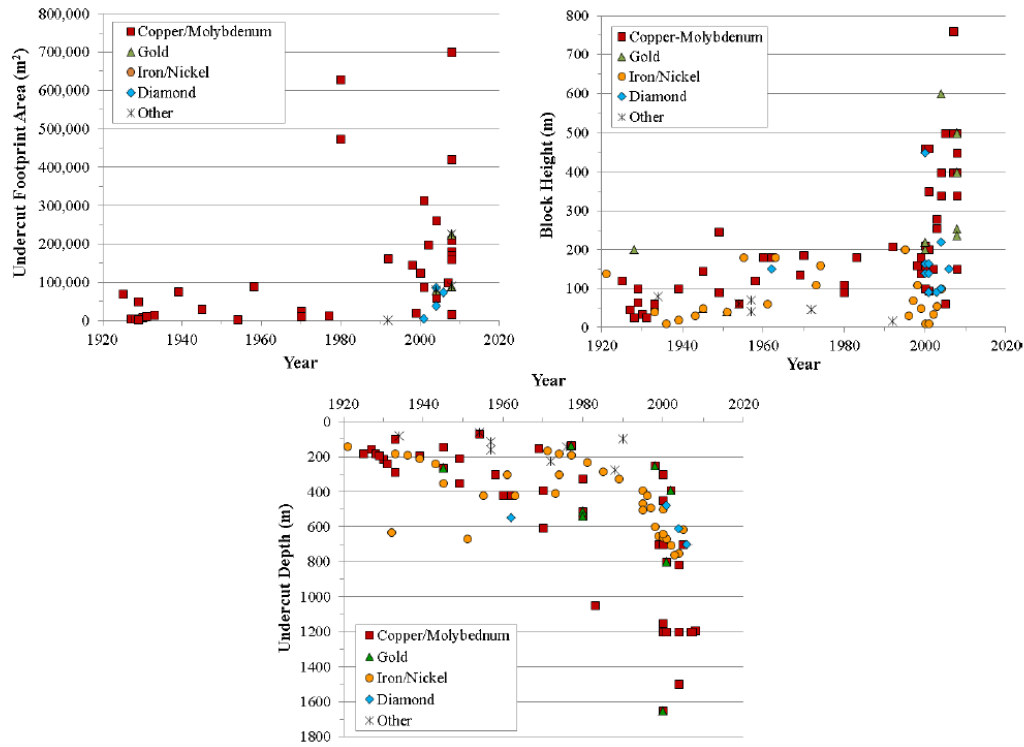 Undercut Footprint Area (m²)
800,000
700,000
600,000
500,000
400,000
300,000
200,000
100,000
0
Copper/Molybdenum
Gold
Iron/Nickel
Diamond
Other
1920
1940
1960
1980
2000
2020
Year
Block Height (m)
800
700
600
500
400
300
200
100
0
Copper-Molybdenum
Gold
Iron/Nickel
Diamond
Other
1920
1940
1960
1980
2000
2020
Year
Year
1920
1940
1960
1980
2000
2020
Undercut Depth (m)
0
200
400
600
800
1000
1200
1400
1600
1800
Copper/Molybednum
Gold
Iron/Nickel
Diamond
Other